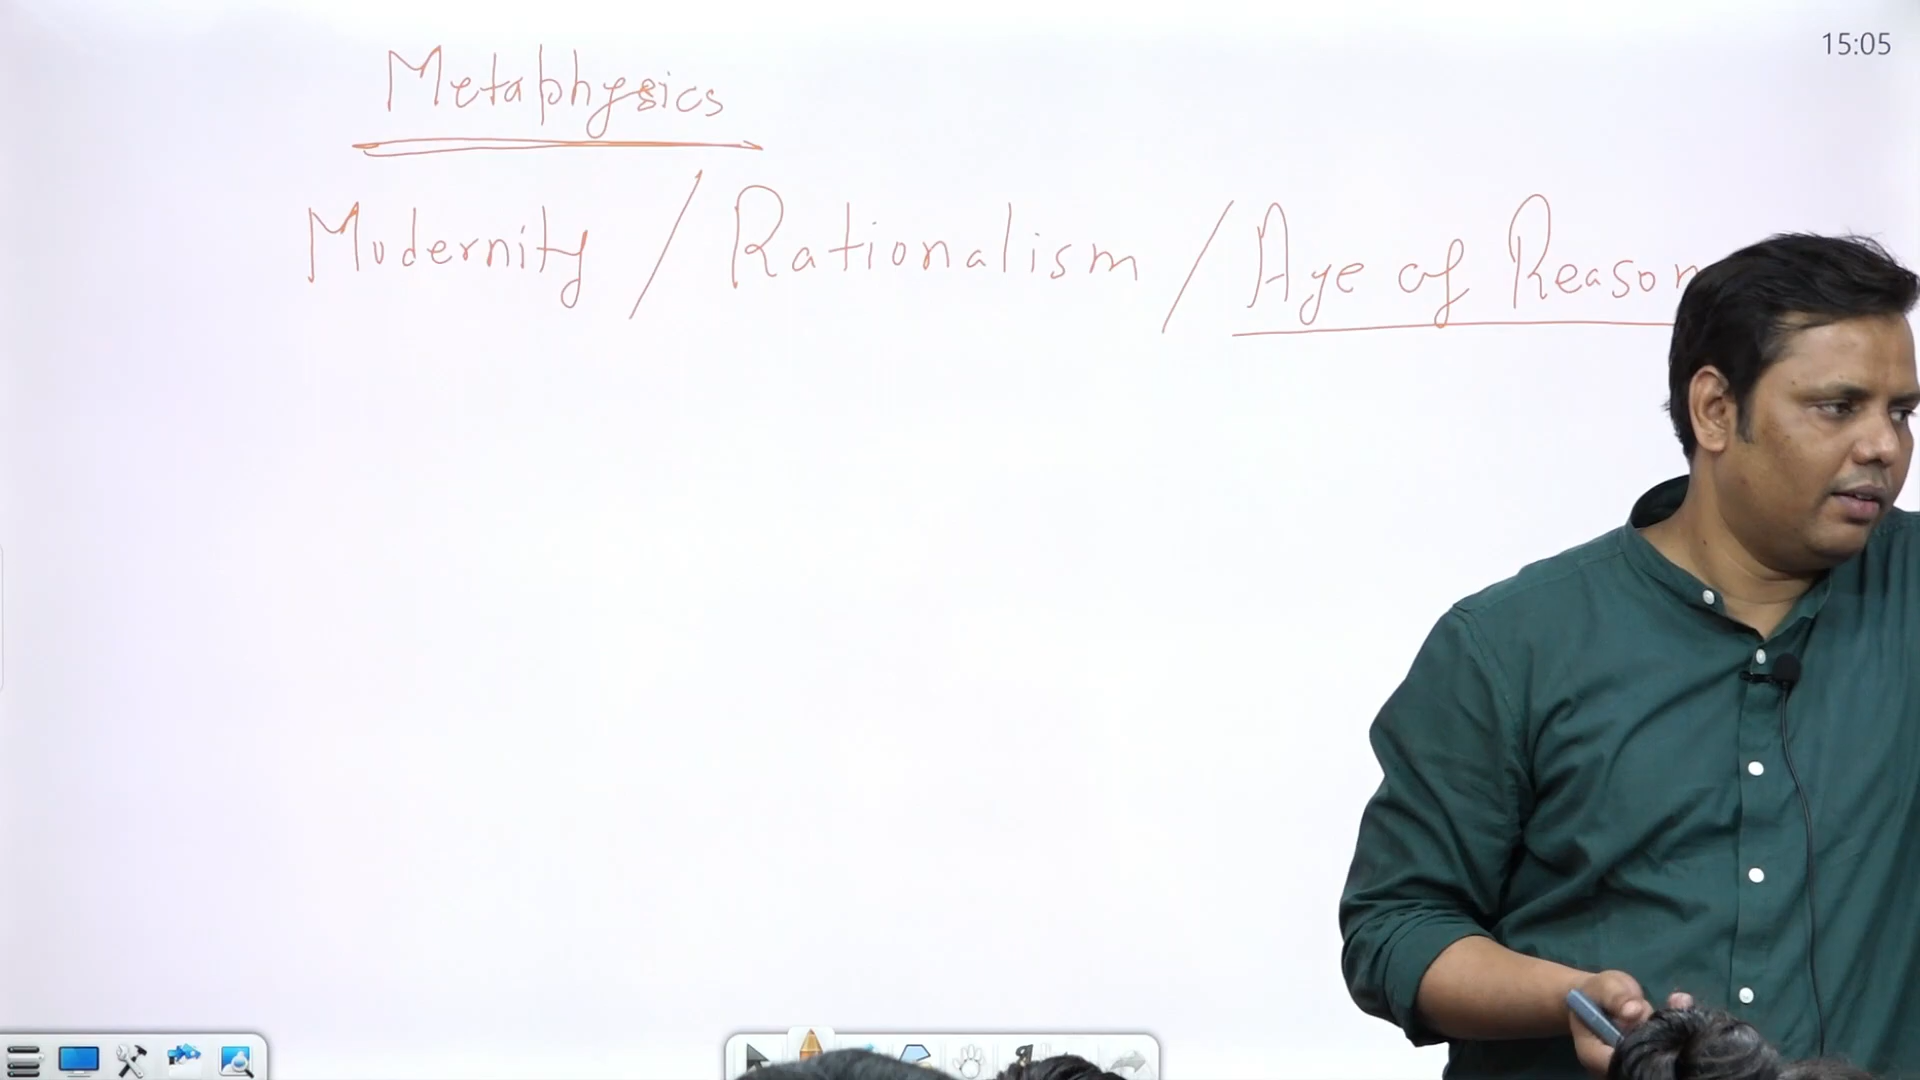 15:05
Metaphysics
Modernity / Rationalism / Age of Reason